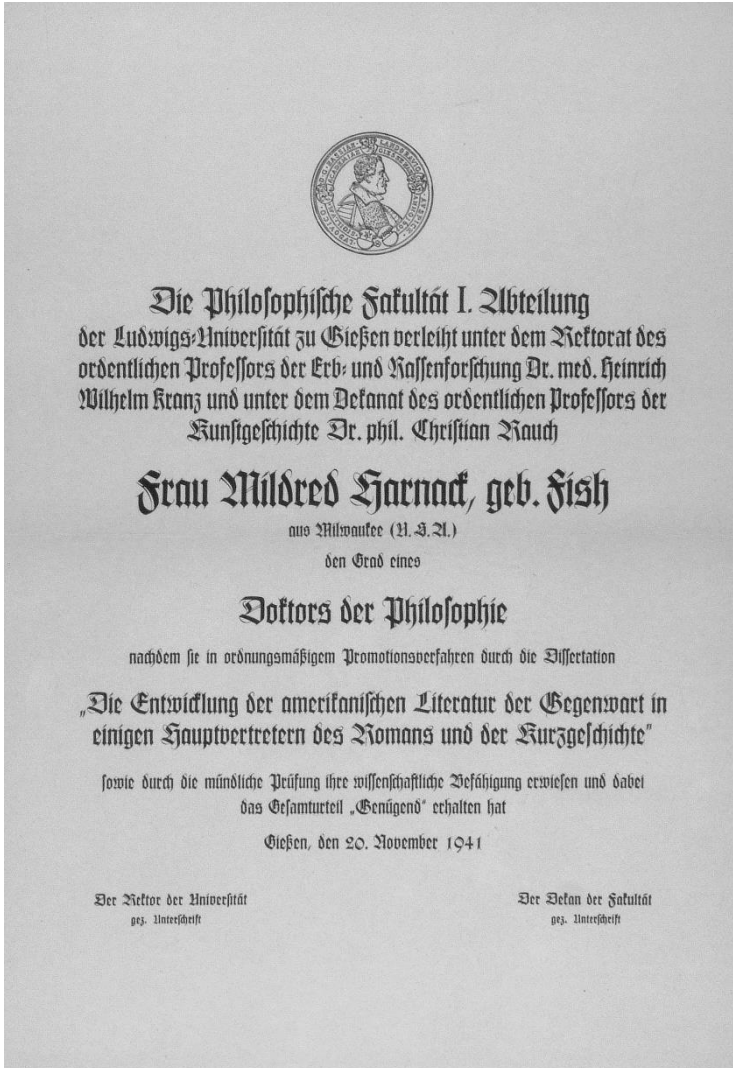 Die Philosophische Fakultät I. Abteilung
der Ludwigs-Universität zu Gießen verleiht unter dem Rektorat des
ordentlichen Professors der Erb- und Rassenforschung Dr. med. Heinrich
Wilhelm Kranz und unter dem Dekanat des ordentlichen Professors der
Kunstgeschichte Dr. phil. Christian Rauch
Frau Mildred Harnack, geb. Fish
aus Milwaukee (U.S.A.)
den Grad eines
Doktors der Philosophie
nachdem sie in ordnungsmäßigem Promotionsverfahren durch die Dissertation
„Die Entwicklung der amerikanischen Literatur der Gegenwart in
einigen Hauptvertretern des Romans und der Kurzgeschichte“
sowie durch die mündliche Prüfung ihre wissenschaftliche Befähigung erwiesen und dabei
das Gesamturteil „Genügend“ erhalten hat
Gießen, den 20. November 1941
Der Rektor der Universität
gez. Unterschrift
Der Dekan der Fakultät
gez. Unterschrift